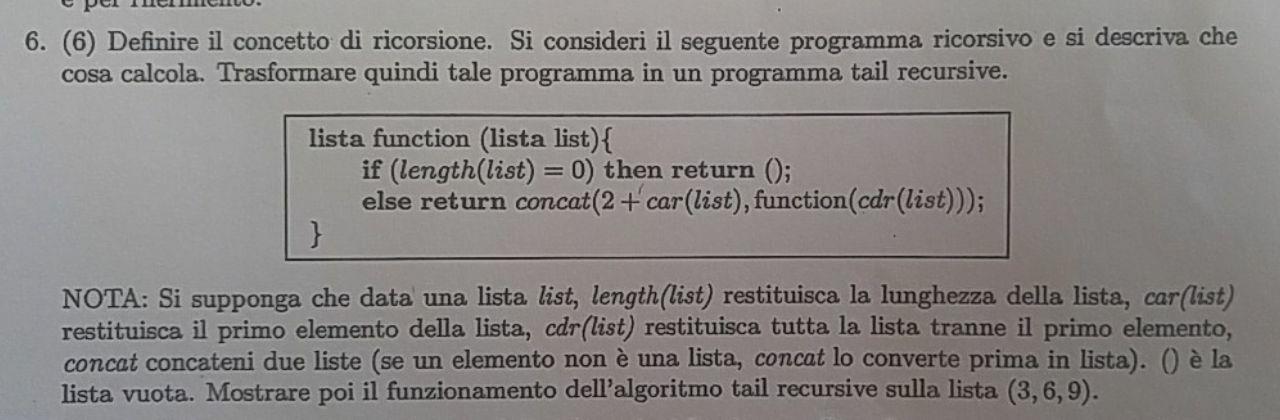 e per riferimento.
6. (6) Definire il concetto di ricorsione. Si consideri il seguente programma ricorsivo e si descriva che
cosa calcola. Trasformare quindi tale programma in un programma tail recursive.
lista function (lista list){
if (length(list) = 0) then return ();
else return concat(2 + car(list), function(cdr(list)));
}
NOTA: Si supponga che data una lista list, length(list) restituisca la lunghezza della lista, car(list)
restituisca il primo elemento della lista, cdr(list) restituisca tutta la lista tranne il primo elemento,
concat concateni due liste (se un elemento non è una lista, concat lo converte prima in lista). () è la
lista vuota. Mostrare poi il funzionamento dell'algoritmo tail recursive sulla lista (3, 6, 9).